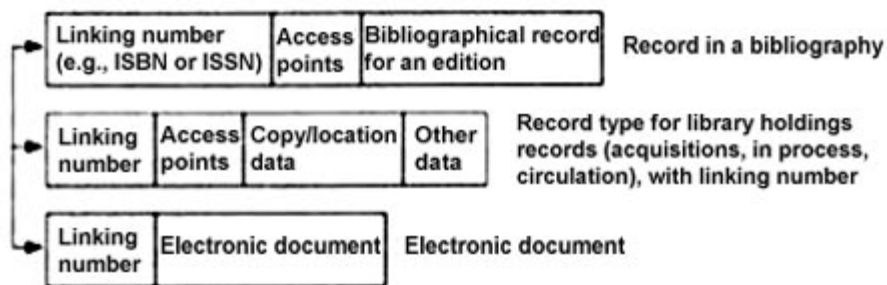 Linking number
(e.g., ISBN or ISSN)
Access
points
Bibliographical record
for an edition
Record in a bibliography
Linking
number
Access
points
Copy/location
data
Other
data
Record type for library holdings
records (acquisitions, in process,
circulation), with linking number
Linking
number
Electronic document
Electronic document